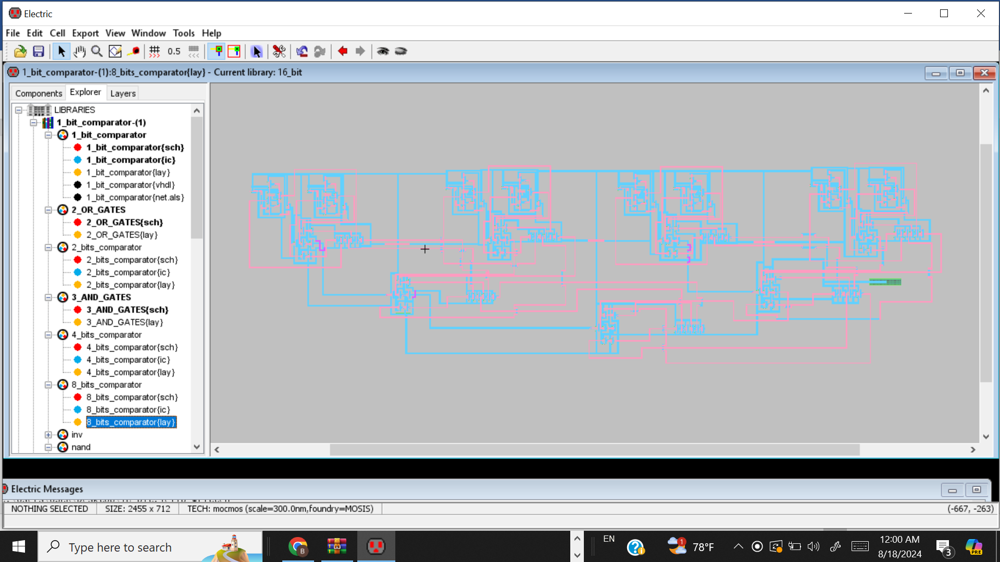 Electric
File Edit Cell Export View Window Tools Help
0.5
1_bit_comparator-(1):8_bits_comparator{lay} - Current library: 16_bit
Components Explorer Layers
LIBRARIES
1_bit_comparator-(1)
1_bit_comparator
1_bit_comparator{sch}
1_bit_comparator{ic}
1_bit_comparator{lay}
1_bit_comparator{vhdl}
1_bit_comparator{net.als}
2_OR_GATES
2_OR_GATES{sch}
2_OR_GATES{lay}
2_bits_comparator
2_bits_comparator{sch}
2_bits_comparator{ic}
2_bits_comparator{lay}
3_AND_GATES
3_AND_GATES{sch}
3_AND_GATES{lay}
4_bits_comparator
4_bits_comparator{sch}
4_bits_comparator{ic}
4_bits_comparator{lay}
8_bits_comparator
8_bits_comparator{sch}
8_bits_comparator{ic}
8_bits_comparator{lay}
inv
nand
Electric Messages
NOTHING SELECTED SIZE: 2455 x 712 TECH: mocmos (scale=300.0nm,foundry=MOSIS) (-667, -263)
Type here to search
B
EN
1
78°F
12:00 AM
8/18/2024
3
PRE